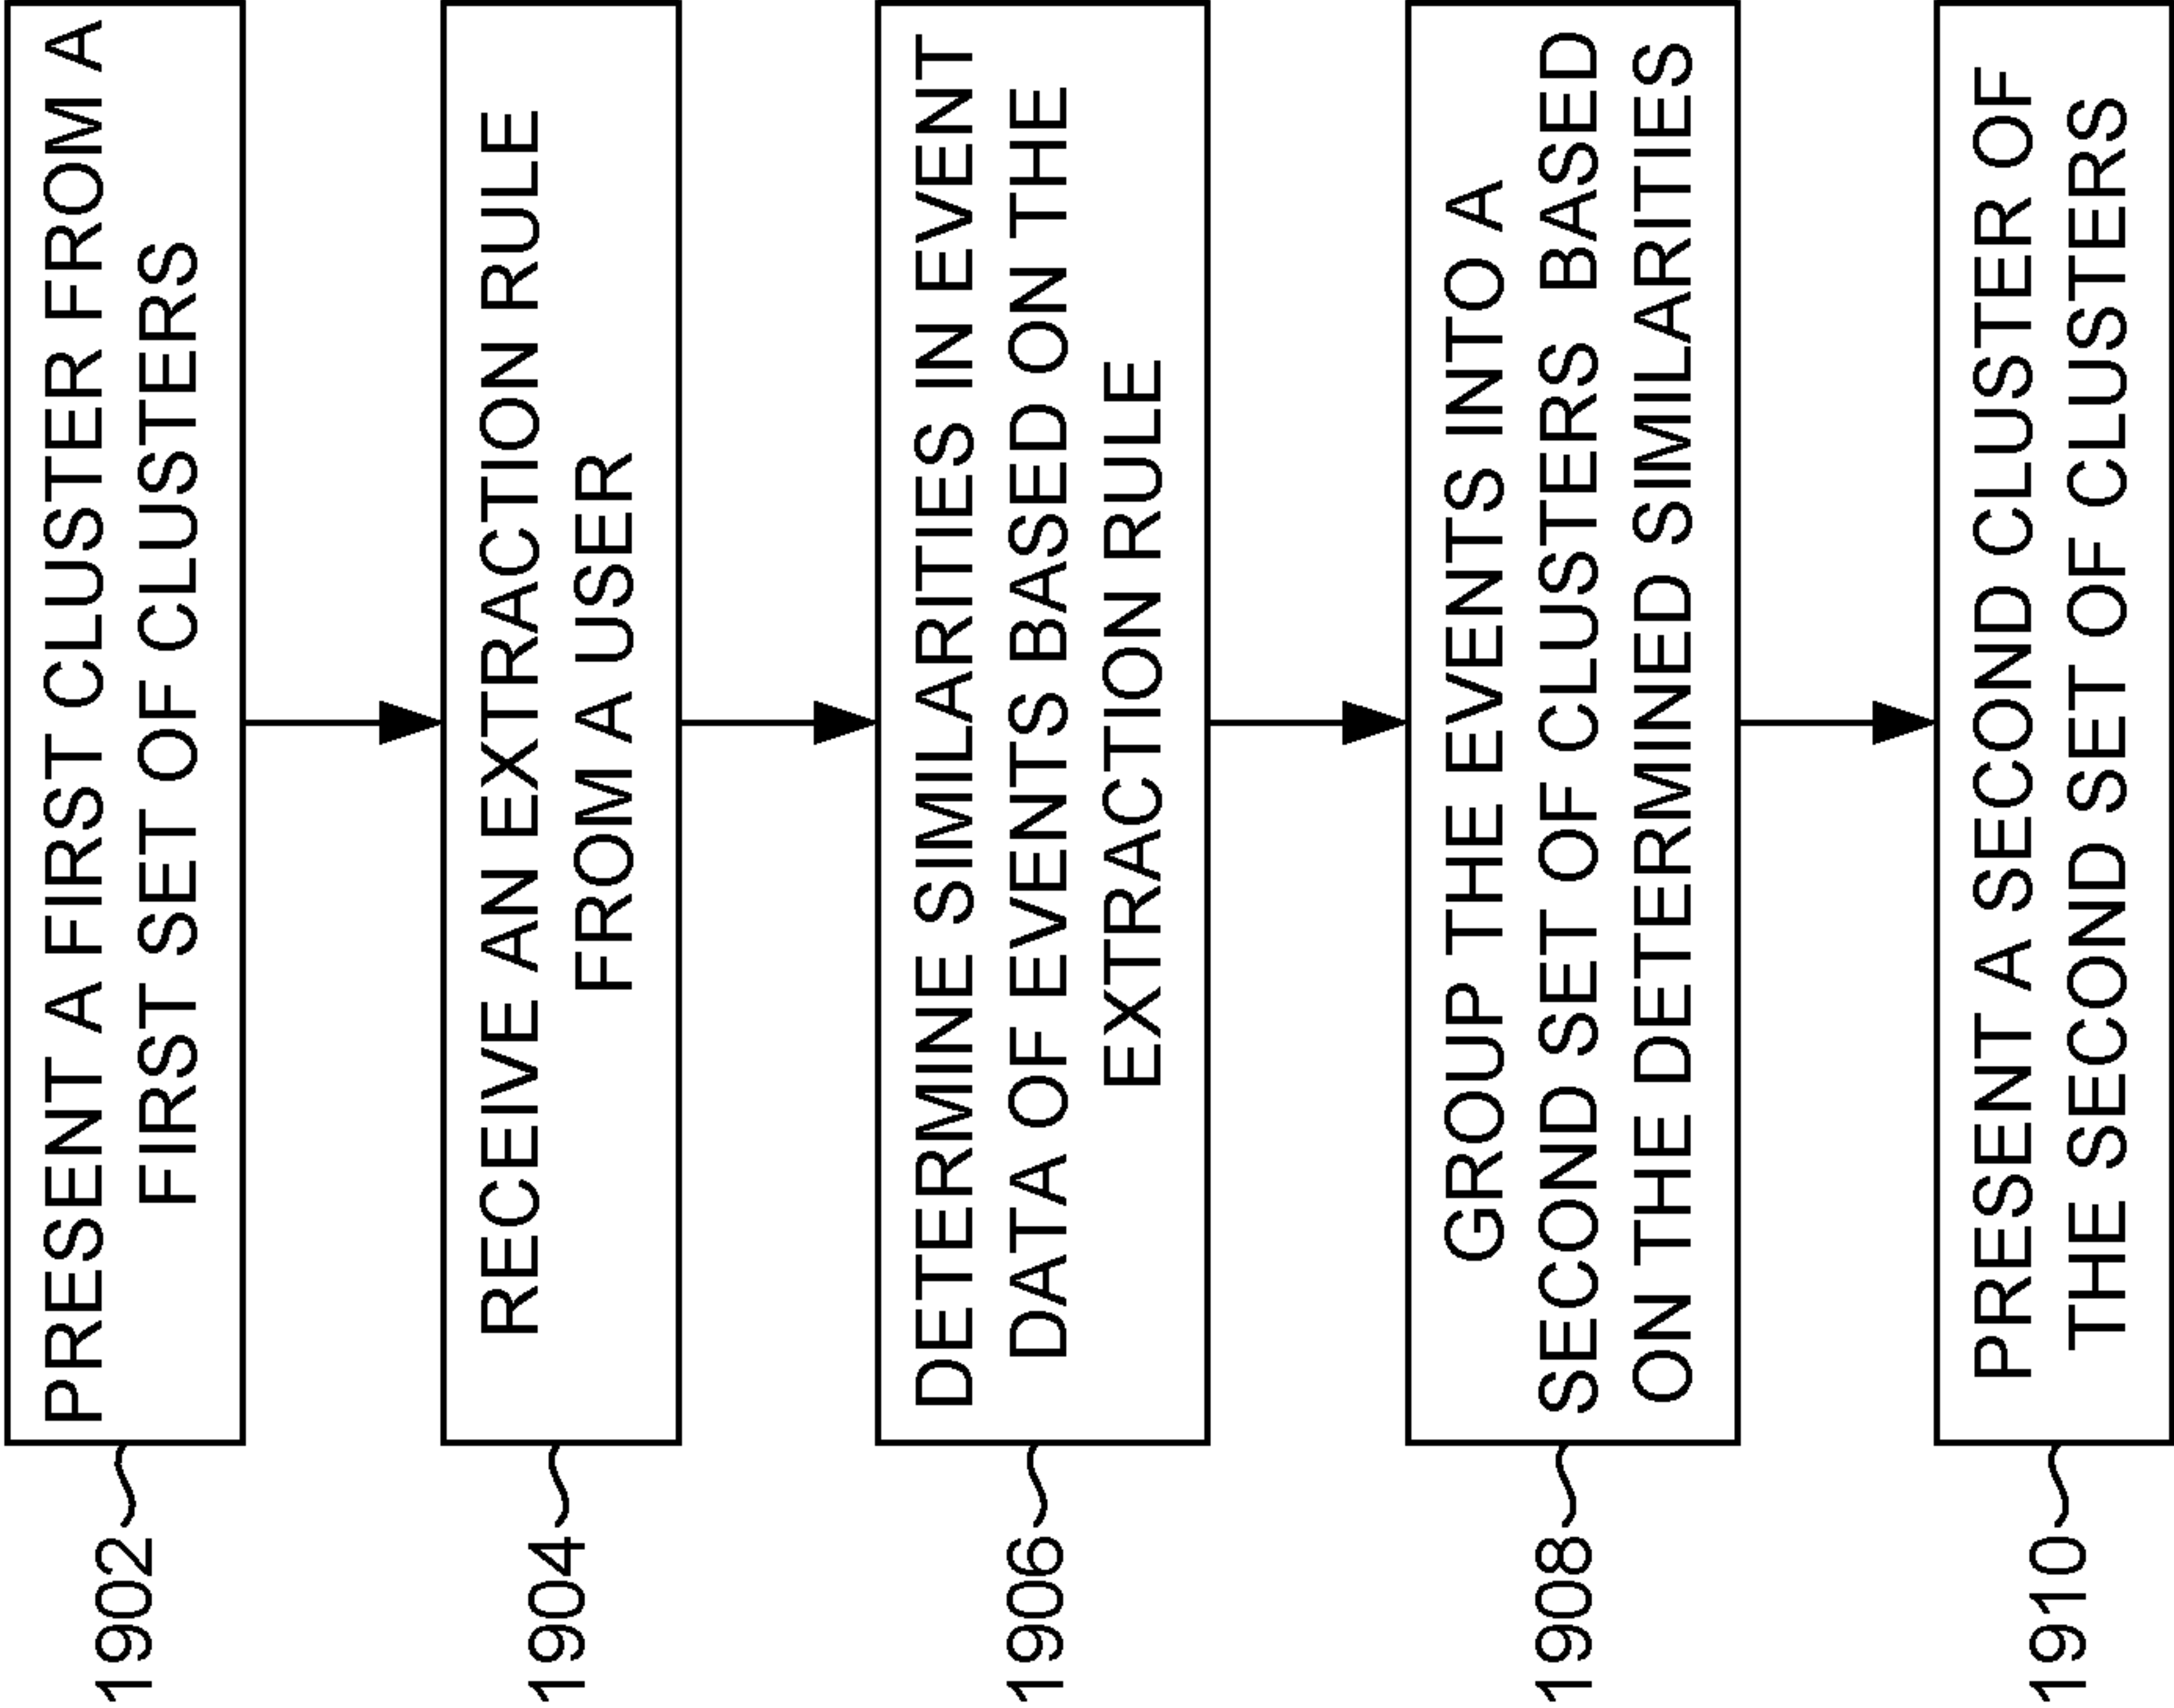 PRESENT A FIRST CLUSTER FROM A
FIRST SET OF CLUSTERS
1902
RECEIVE AN EXTRACTION RULE
FROM A USER
1904
DETERMINE SIMILARITIES IN EVENT
DATA OF EVENTS BASED ON THE
EXTRACTION RULE
1906
GROUP THE EVENTS INTO A
SECOND SET OF CLUSTERS BASED
ON THE DETERMINED SIMILARITIES
1908
PRESENT A SECOND CLUSTER OF
THE SECOND SET OF CLUSTERS
1910